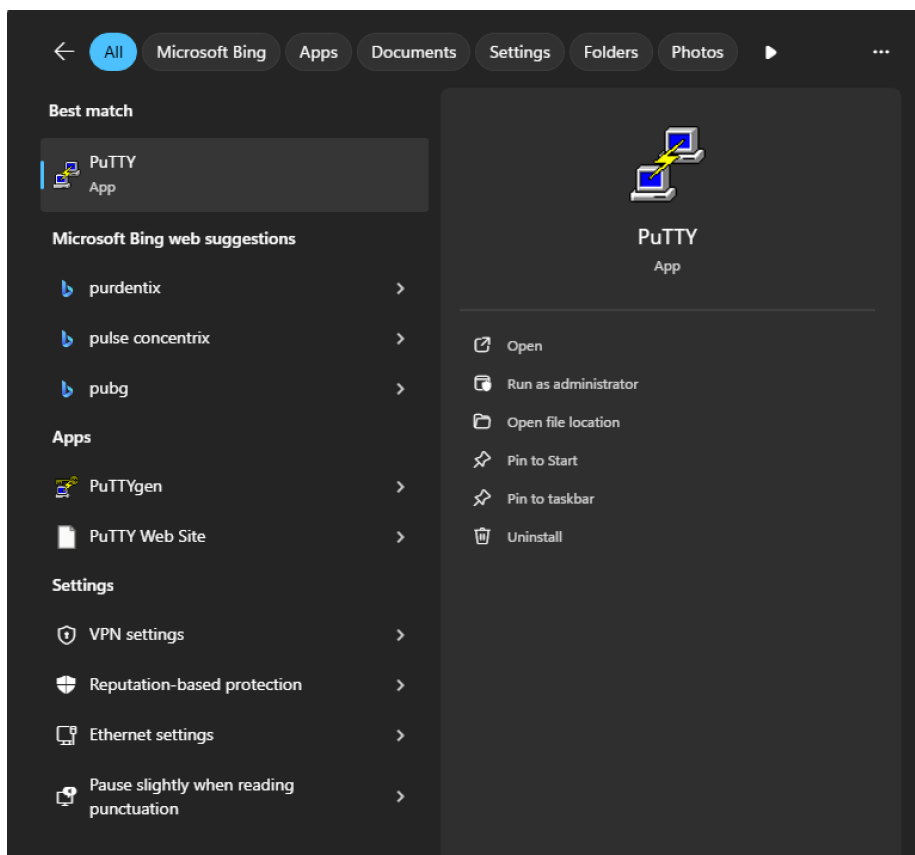 All
Microsoft Bing
Apps
Documents
Settings
Folders
Photos
Best match
PuTTY
App
Microsoft Bing web suggestions
purdentix
pulse concentrix
pubg
Apps
PuTTYgen
PuTTY Web Site
Settings
VPN settings
Reputation-based protection
Ethernet settings
Pause slightly when reading
punctuation
PuTTY
App
Open
Run as administrator
Open file location
Pin to Start
Pin to taskbar
Uninstall